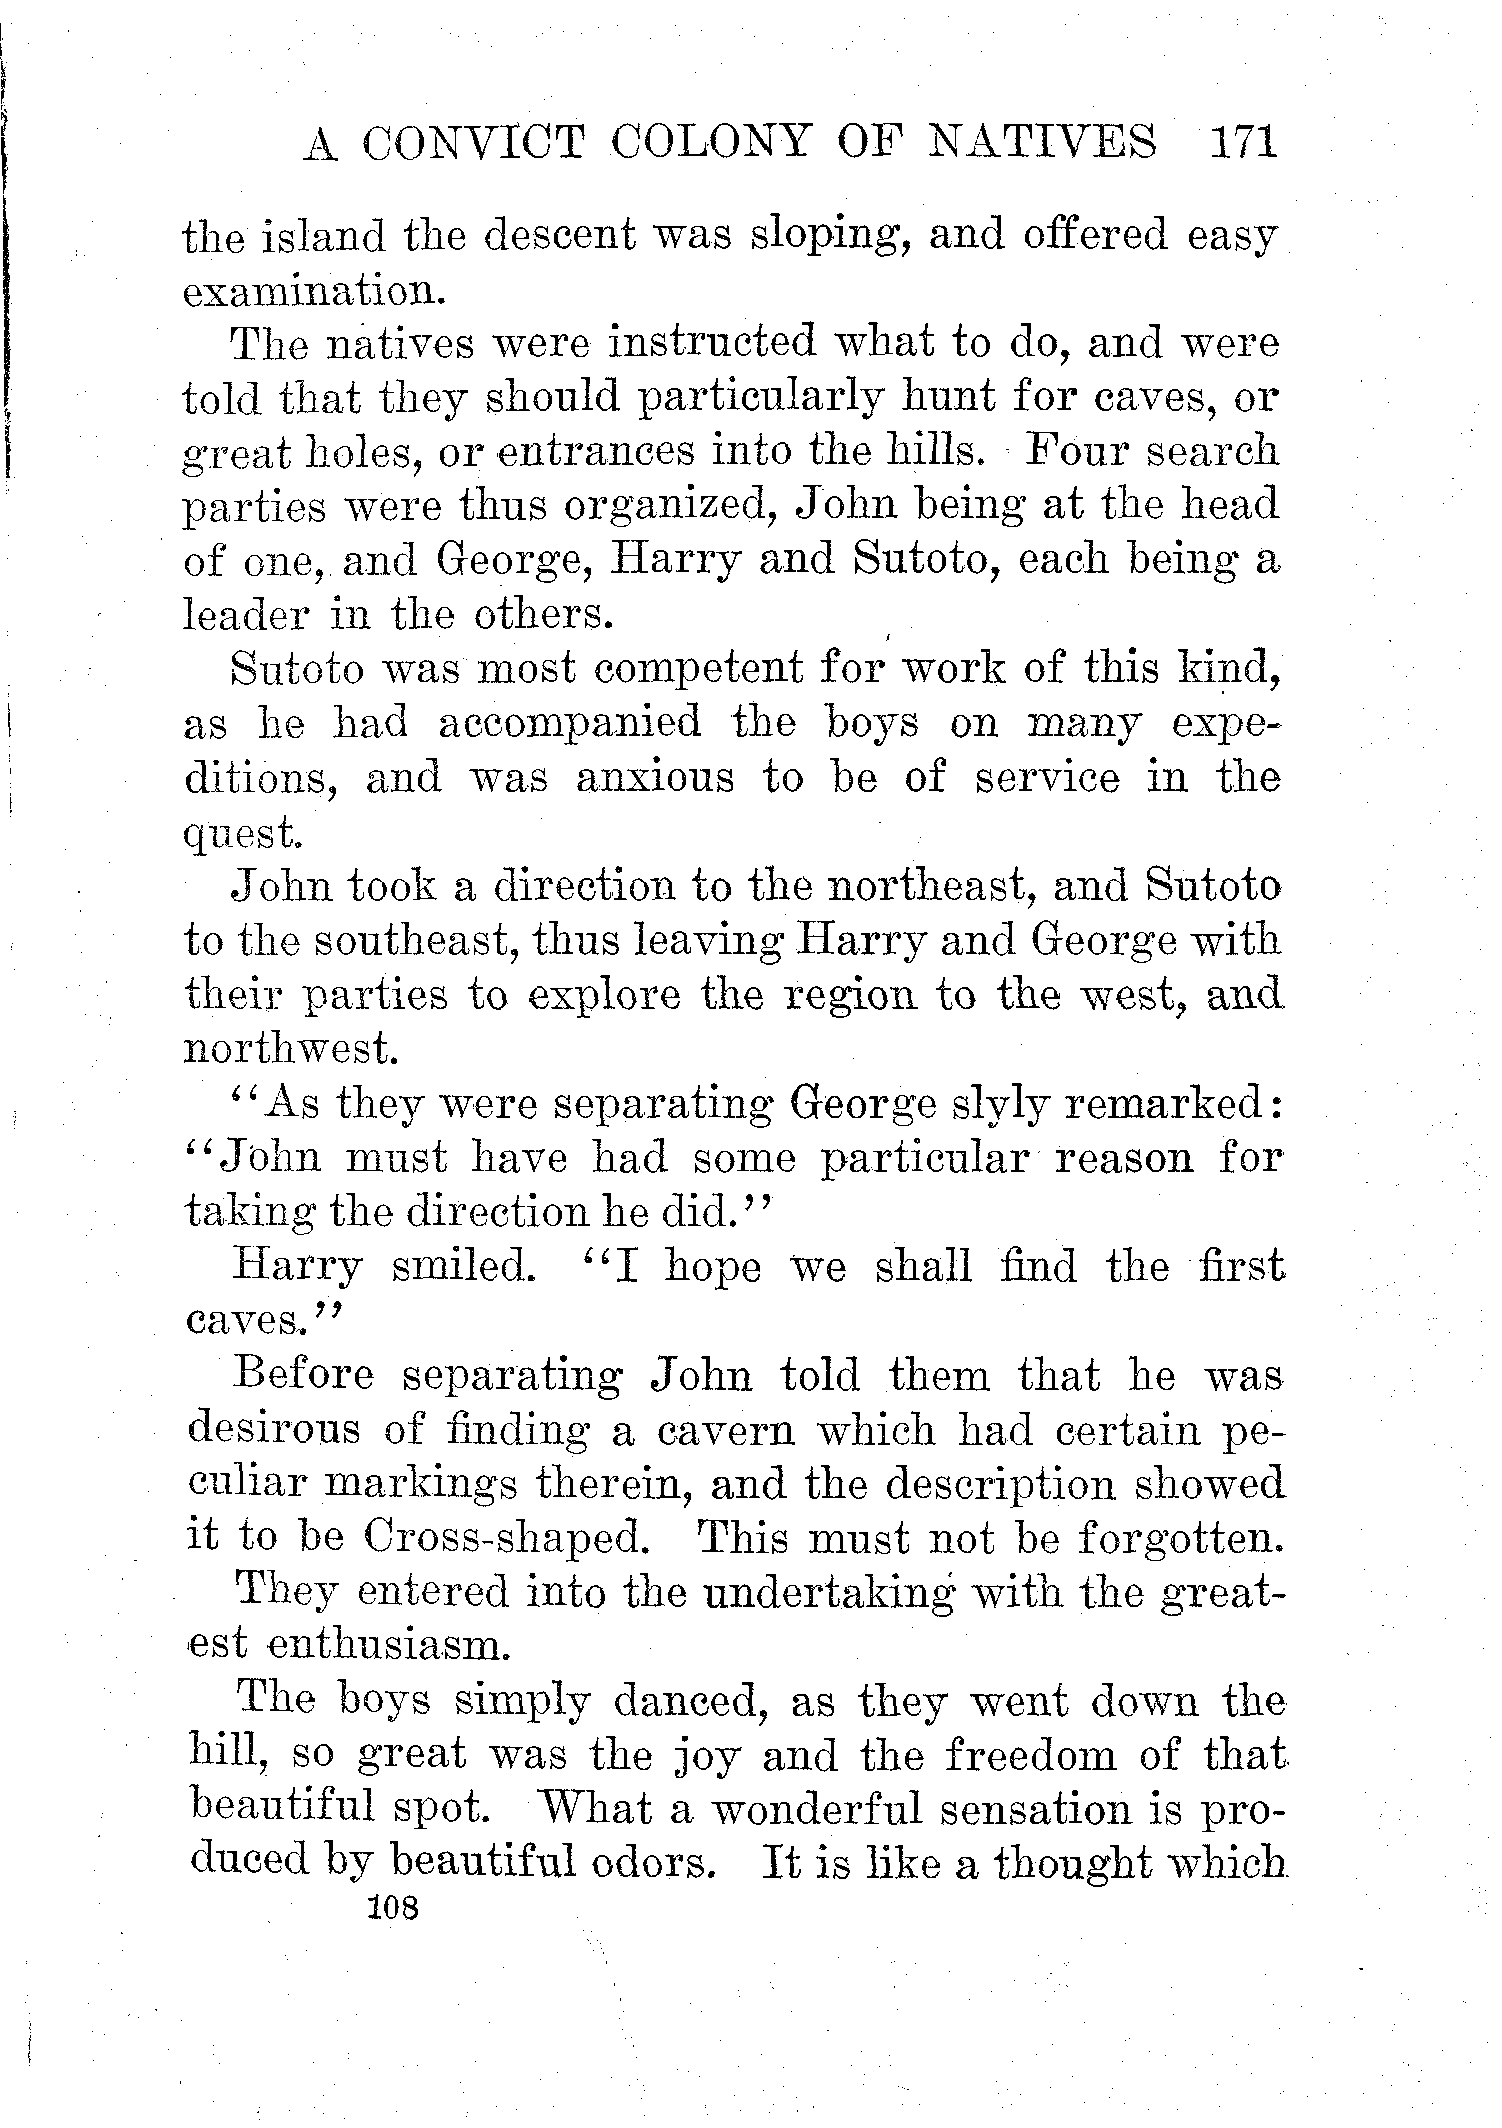 A CONVICT COLONY OF NATIVES 171
the island the descent was sloping, and offered easy
examination.
The natives were instructed what to do, and were
told that they should particularly hunt for caves, or
great holes, or entrances into the hills. Four search
parties were thus organized, John being at the head
of one, and George, Harry and Sutoto, each being a
leader in the others.
Sutoto was most competent for work of this kind,
as he had accompanied the boys on many expe-
ditions, and was anxious to be of service in the
quest.
John took a direction to the northeast, and Sutoto
to the southeast, thus leaving Harry and George with
their parties to explore the region to the west, and
northwest.
"As they were separating George slyly remarked:
"John must have had some particular reason for
taking the direction he did."
Harry smiled. "I hope we shall find the first
caves."
Before separating John told them that he was
desirous of finding a cavern which had certain pe-
culiar markings therein, and the description showed
it to be Cross-shaped. This must not be forgotten.
They entered into the undertaking with the great-
est enthusiasm.
The boys simply danced, as they went down the
hill, so great was the joy and the freedom of that
beautiful spot. What a wonderful sensation is pro-
duced by beautiful odors. It is like a thought which
108